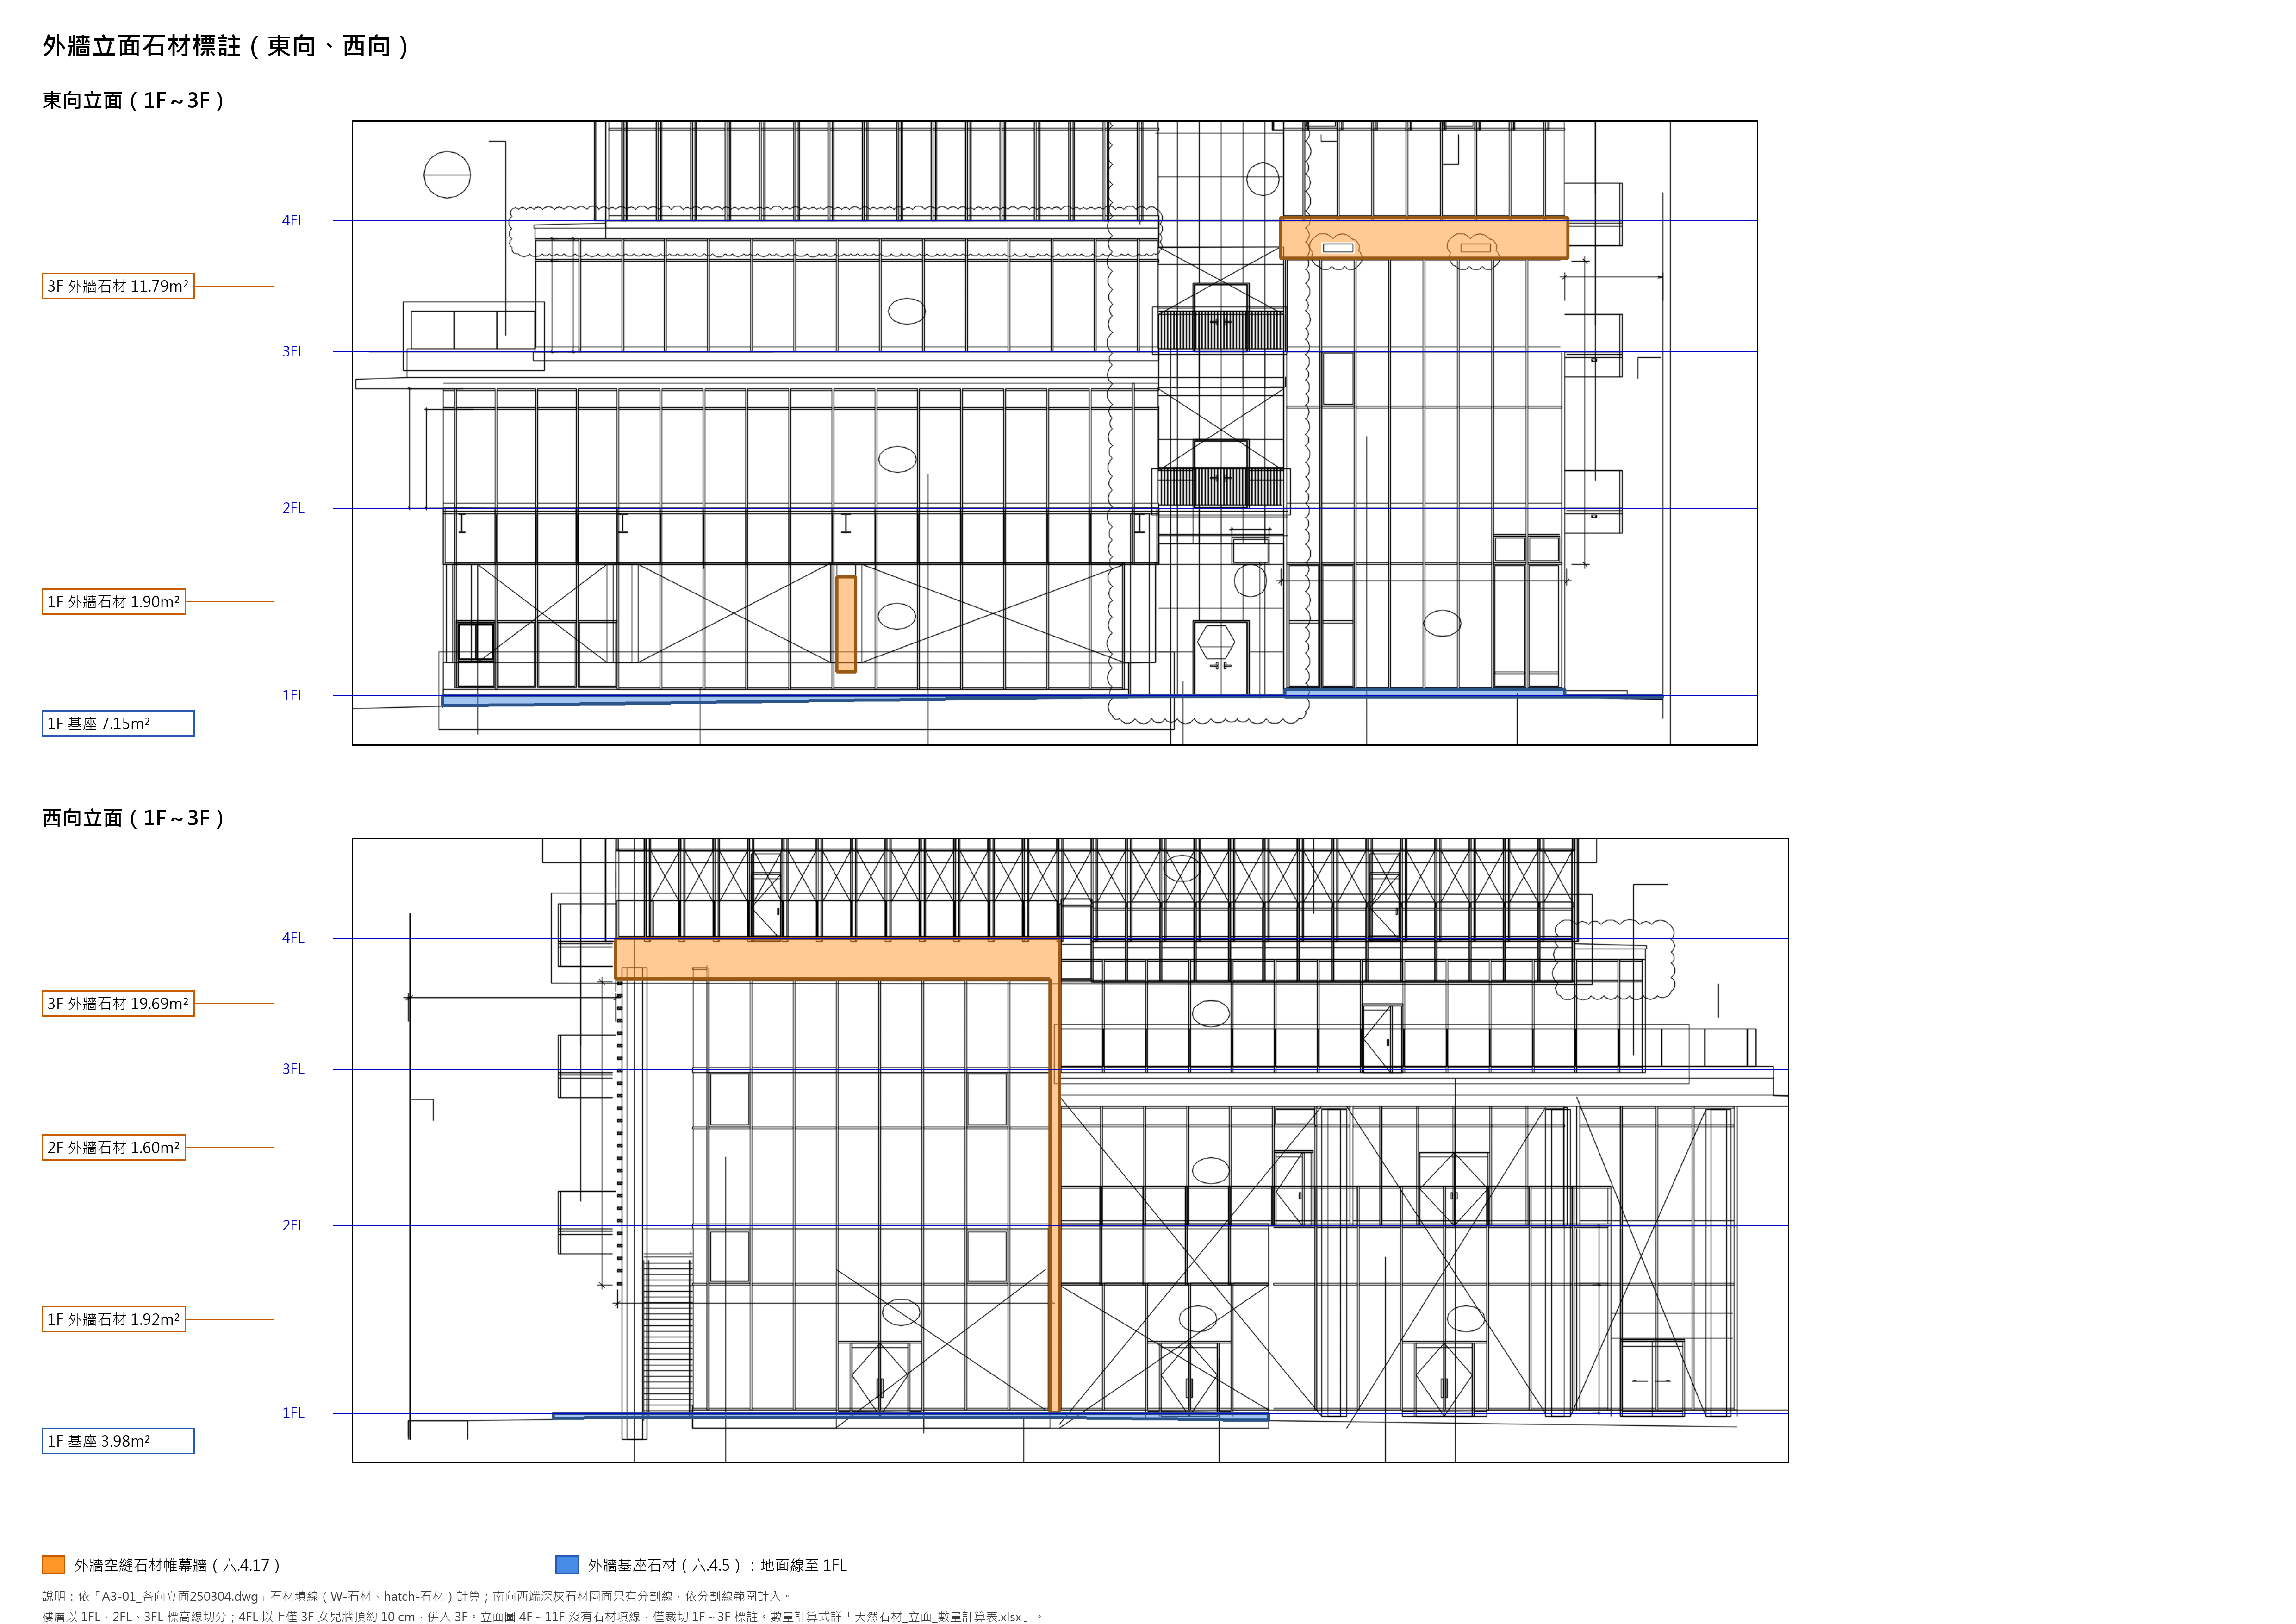 外牆立面石材標註（東向、西向）
東向立面（1F～3F）
4FL
3F 外牆石材 11.79m²
3FL
2FL
1F 外牆石材 1.90m²
1FL
1F 基座 7.15m²
西向立面（1F～3F）
4FL
3F 外牆石材 19.69m²
3FL
2F 外牆石材 1.60m²
2FL
1F 外牆石材 1.92m²
1FL
1F 基座 3.98m²
外牆空縫石材帷幕牆（六.4.17）
外牆基座石材（六.4.5）：地面線至 1FL
說明：依「A3-01_各向立面250304.dwg」石材填線（W-石材、hatch-石材）計算；南向西端深灰石材圖面只有分割線，依分割線範圍計入。
樓層以 1FL、2FL、3FL 標高線切分；4FL 以上僅 3F 女兒牆頂約 10 cm，併入 3F。立面圖 4F～11F 沒有石材填線，僅裁切 1F～3F 標註。數量計算式詳「天然石材_立面_數量計算表.xlsx」。